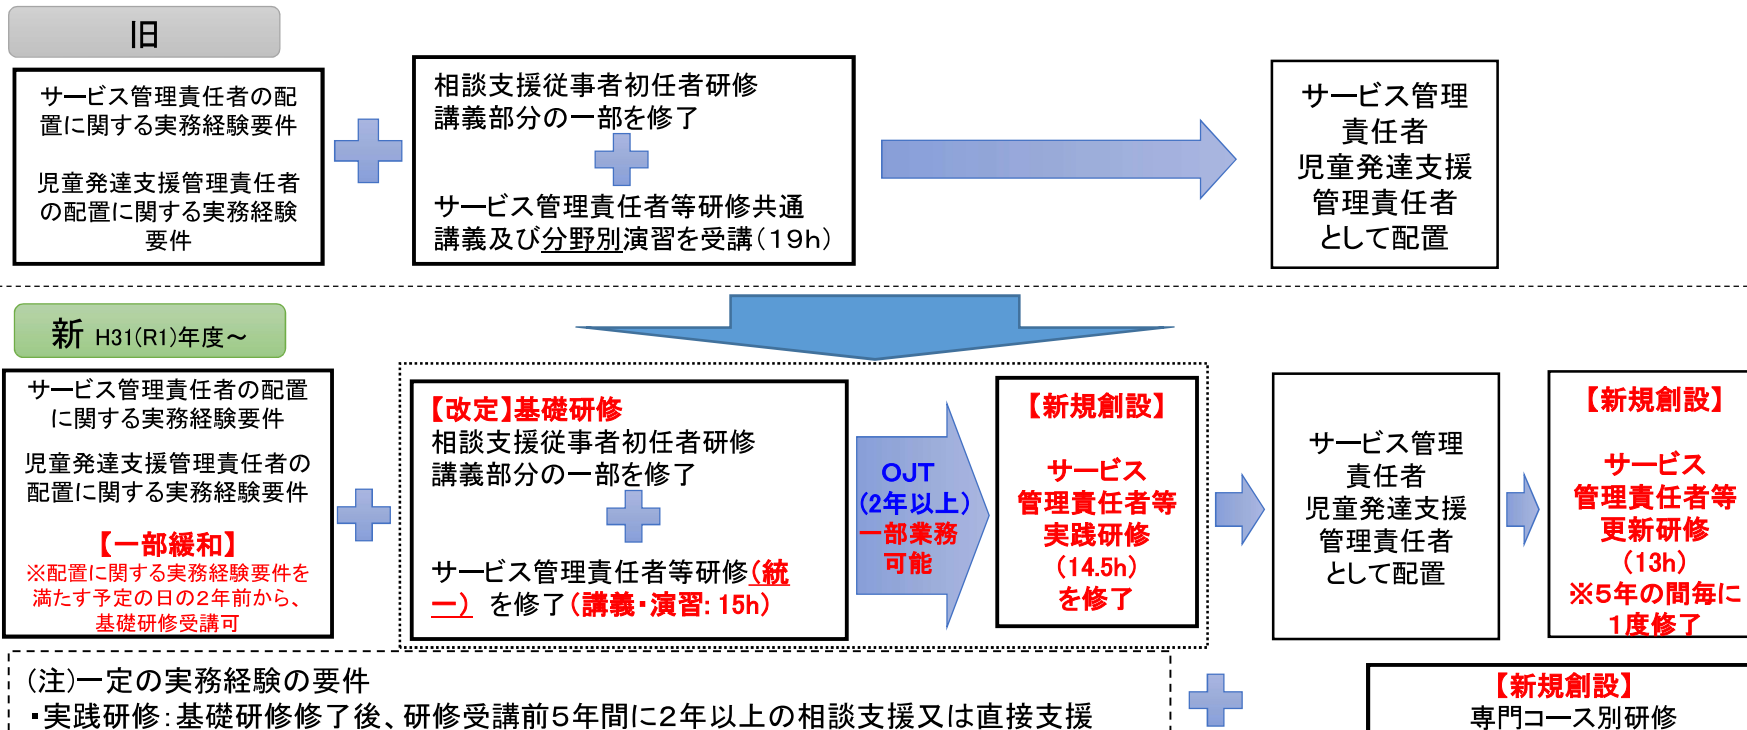 旧
サービス管理責任者の配
置に関する実務経験要件
児童発達支援管理責任者
の配置に関する実務経験
要件
相談支援従事者初任者研修
講義部分の一部を修了
サービス管理責任者等研修共通
講義及び分野別演習を受講(19h)
サービス管理
責任者
児童発達支援
管理責任者
として配置
新 H31(R1)年度～
サービス管理責任者の配置
に関する実務経験要件
児童発達支援管理責任者の
配置に関する実務経験要件
【一部緩和】
※配置に関する実務経験要件を
満たす予定の日の2年前から、
基礎研修受講可
【改定】基礎研修
相談支援従事者初任者研修
講義部分の一部を修了
サービス管理責任者等研修(統
一) を修了(講義・演習：15h)
OJT
(2年以上)
一部業務
可能
【新規創設】
サービス
管理責任者等
実践研修
(14.5h)
を修了
サービス管理
責任者
児童発達支援
管理責任者
として配置
【新規創設】
サービス
管理責任者等
更新研修
(13h)
※5年の間毎に
1度修了
(注)一定の実務経験の要件
・実践研修：基礎研修修了後、研修受講前5年間に2年以上の相談支援又は直接支援
【新規創設】
専門コース別研修